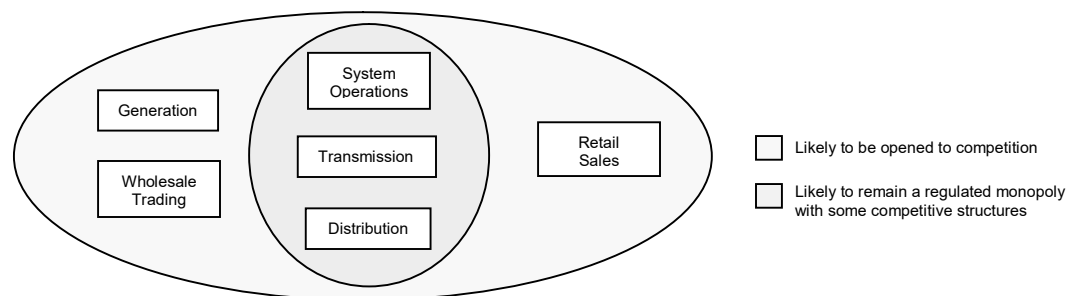 Generation
Wholesale
Trading
System
Operations
Transmission
Distribution
Retail
Sales
Likely to be opened to competition
Likely to remain a regulated monopoly
with some competitive structures